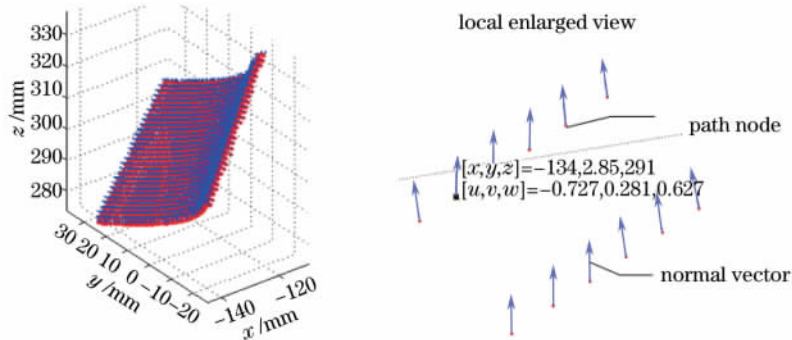 330
320
310
300
290
280
z/mm
30 20 10 0 −10 −20
y/mm
−140 −120
x/mm
local enlarged view
path node
[x,y,z]=−134,2.85,291
[u,v,w]=−0.727,0.281,0.627
normal vector